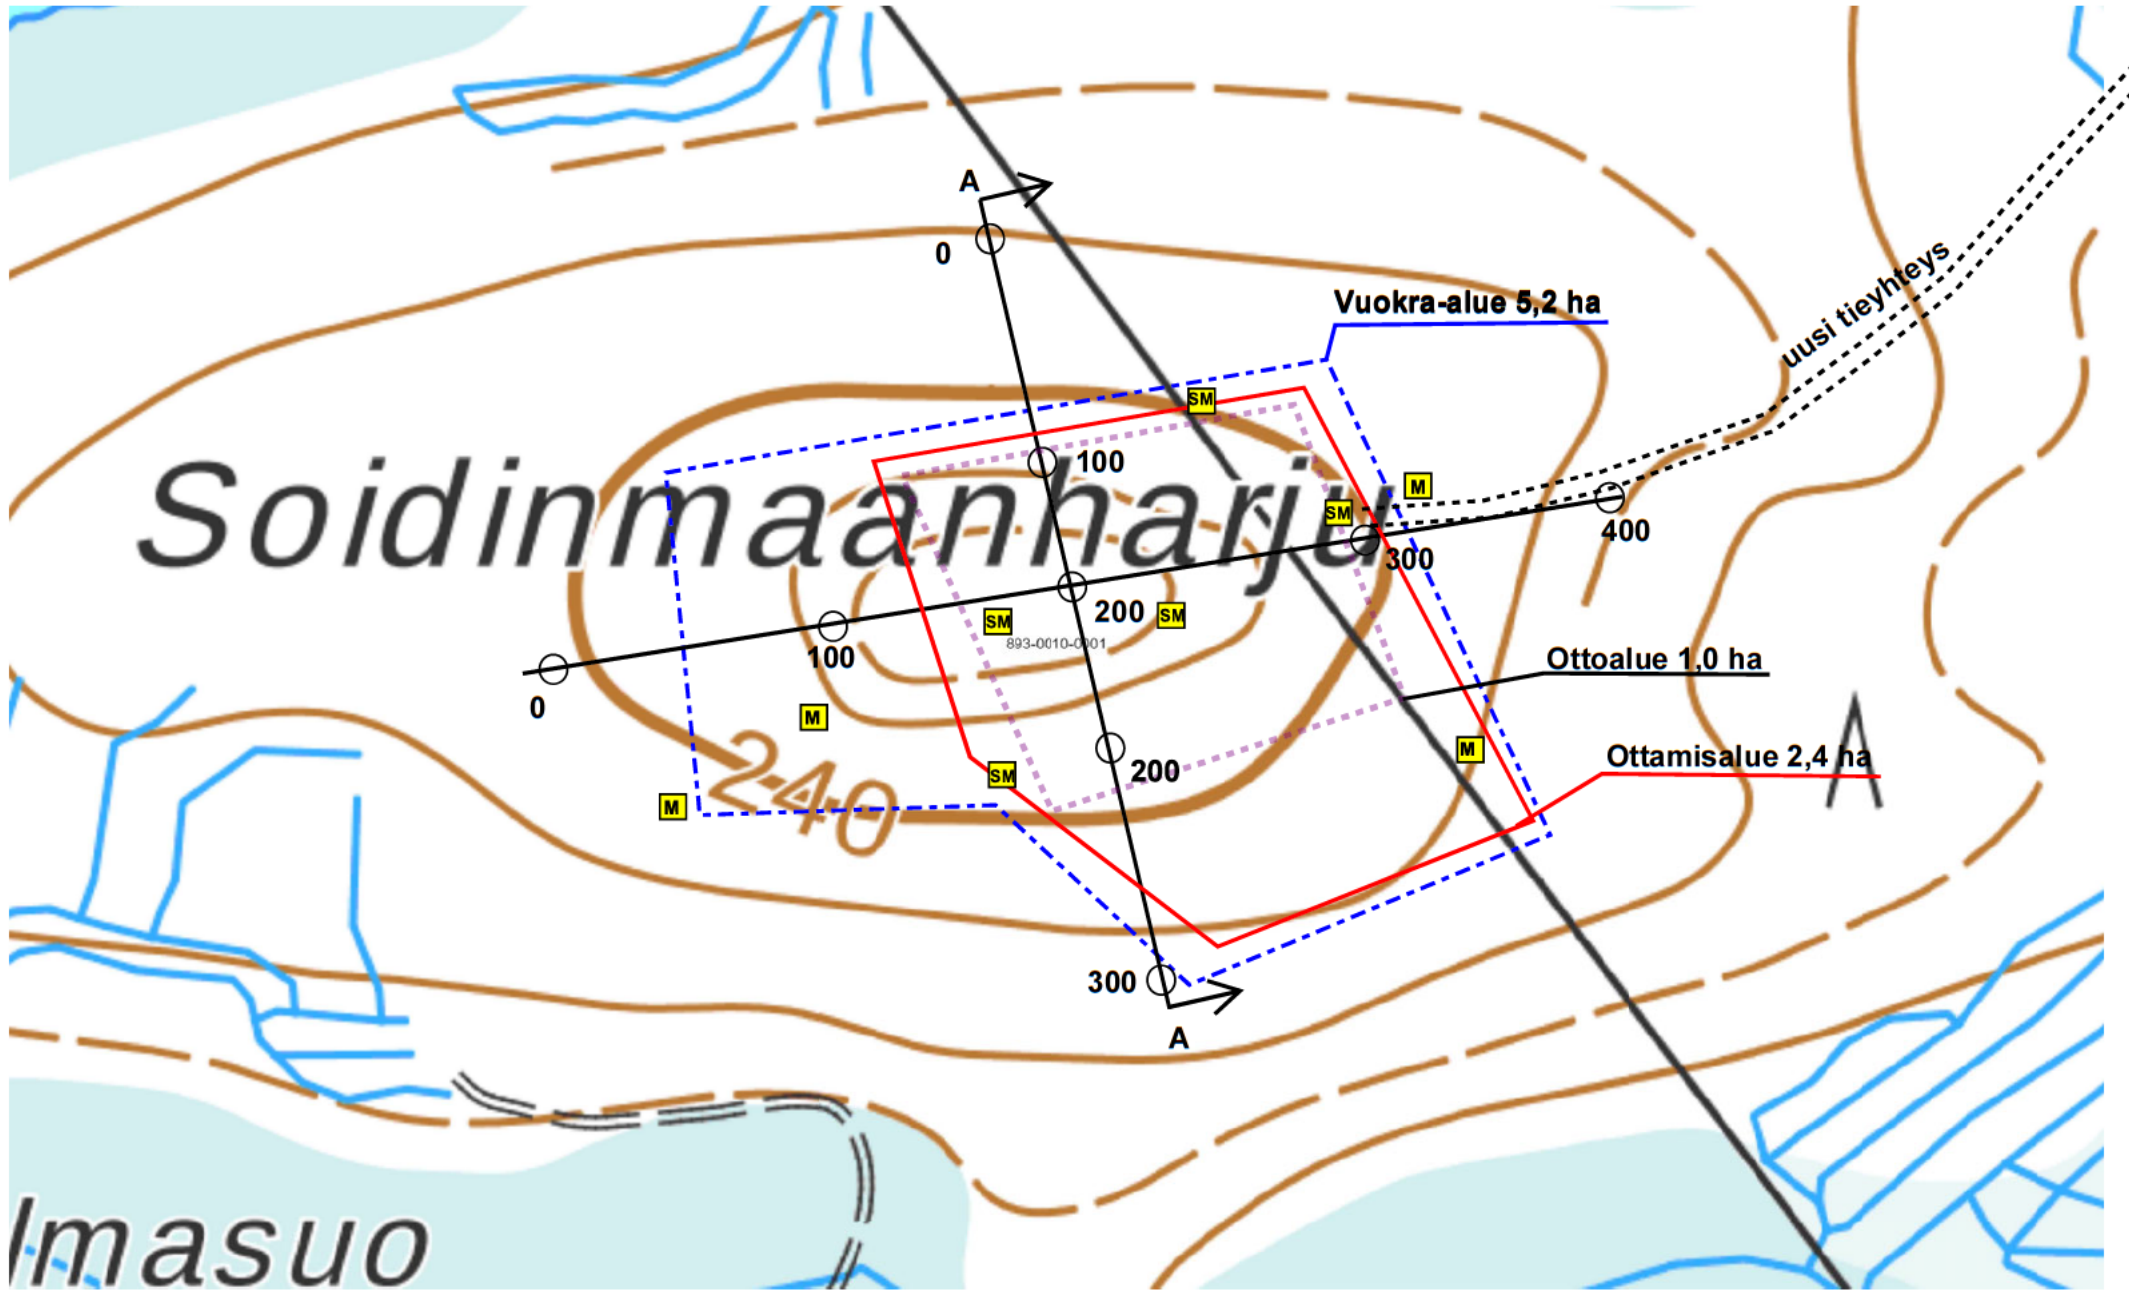 A
0
Vuokra-alue 5,2 ha
uusi tieyhteys
SM
100
Soidinmaanharju
M
SM
400
300
200
SM
SM
893-0010-0001
100
Ottoalue 1,0 ha
0
M
240
200
SM
M
Ottamisalue 2,4 ha
M
300
A
lmasuo